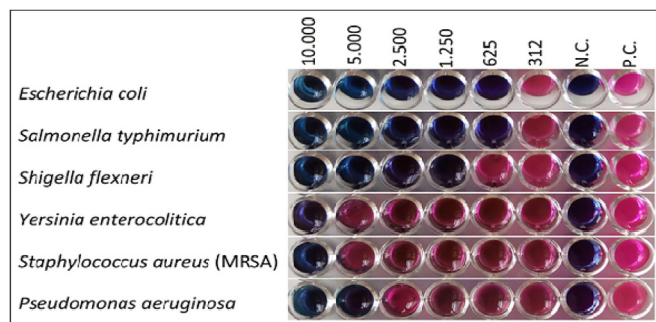 10.000 5.000 2.500 1.250 625 312 N.C. P.C.
Escherichia coli
Salmonella typhimurium
Shigella flexneri
Yersinia enterocolitica
Staphylococcus aureus (MRSA)
Pseudomonas aeruginosa